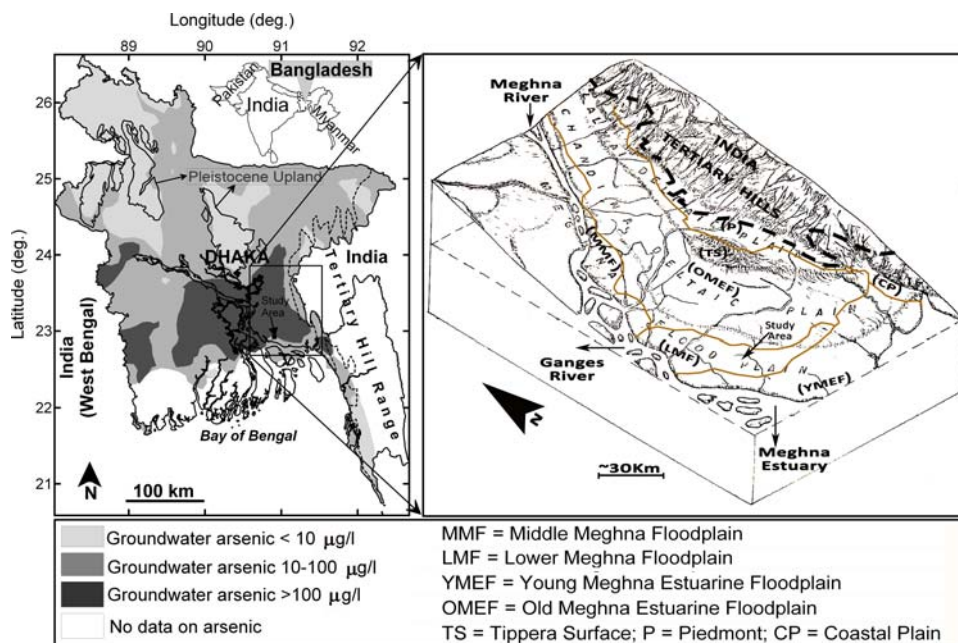 Longitude (deg.)
89 90 91 92
Latitude (deg.)
26
25
24
23
22
21
Pakistan
Bangladesh
India
Myanmar
Pleistocene Upland
DHAKA
India
Study
Area
Tertiary Hill Range
India
(West Bengal)
Bay of Bengal
N
100 km
Meghna
River
INDIA
TERTIARY HILLS
(P)
(TS)
PLAIN
(CP)
CHAND
(MMF)
(OMEF)
DELTAIC
PLAIN
Study
Area
(LMF)
(YMEF)
Ganges
River
N
Meghna
Estuary
~30Km
Groundwater arsenic < 10 µg/l
Groundwater arsenic 10-100 µg/l
Groundwater arsenic >100 µg/l
No data on arsenic
MMF = Middle Meghna Floodplain
LMF = Lower Meghna Floodplain
YMEF = Young Meghna Estuarine Floodplain
OMEF = Old Meghna Estuarine Floodplain
TS = Tippera Surface; P = Piedmont; CP = Coastal Plain